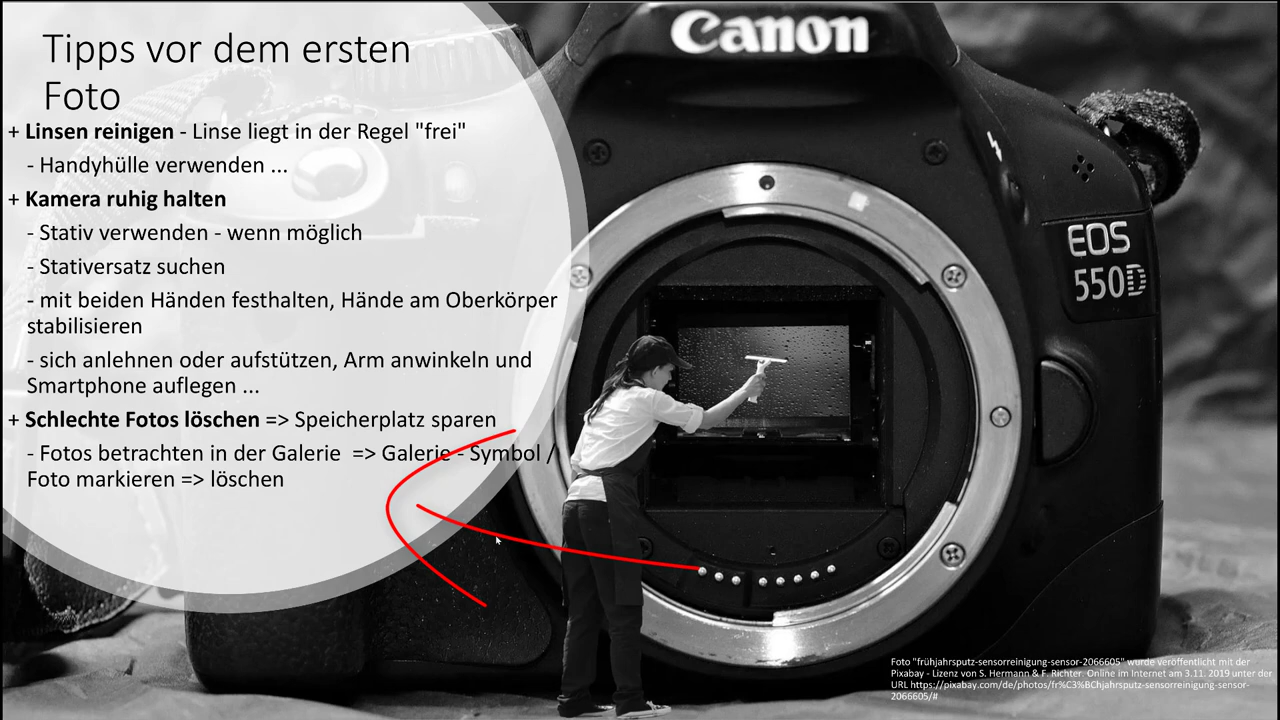 Tipps vor dem ersten
Foto
+ Linsen reinigen - Linse liegt in der Regel "frei"
- Handyhülle verwenden ...
+ Kamera ruhig halten
- Stativ verwenden - wenn möglich
- Stativersatz suchen
- mit beiden Händen festhalten, Hände am Oberkörper
stabilisieren
- sich anlehnen oder aufstützen, Arm anwinkeln und
Smartphone auflegen ...
+ Schlechte Fotos löschen => Speicherplatz sparen
- Fotos betrachten in der Galerie => Galerie - Symbol /
Foto markieren => löschen
Canon
EOS
550D
Foto "frühjahrsputz-sensorreinigung-sensor-2066605" wurde veröffentlicht mit der
Pixabay - Lizenz von S. Hermann & F. Richter. Online im Internet am 3.11. 2019 unter der
URL https://pixabay.com/de/photos/fr%C3%BChjahrsputz-sensorreinigung-sensor-
2066605/#